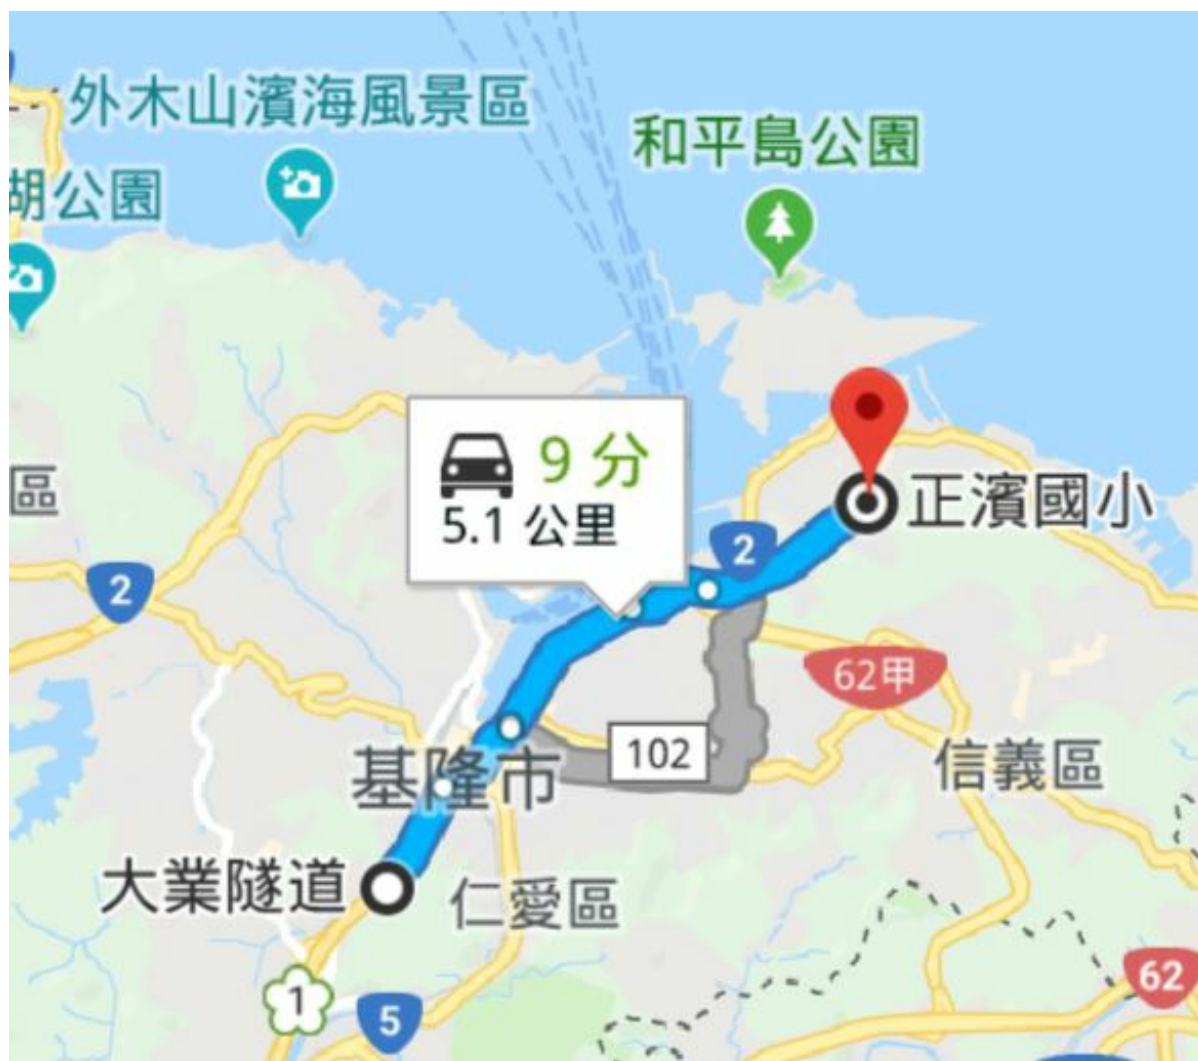 外木山濱海風景區
和平島公園
湖公園
9 分
5.1 公里
區
正濱國小
2
2
62甲
102
信義區
基隆市
大業隧道
仁愛區
1
5
62